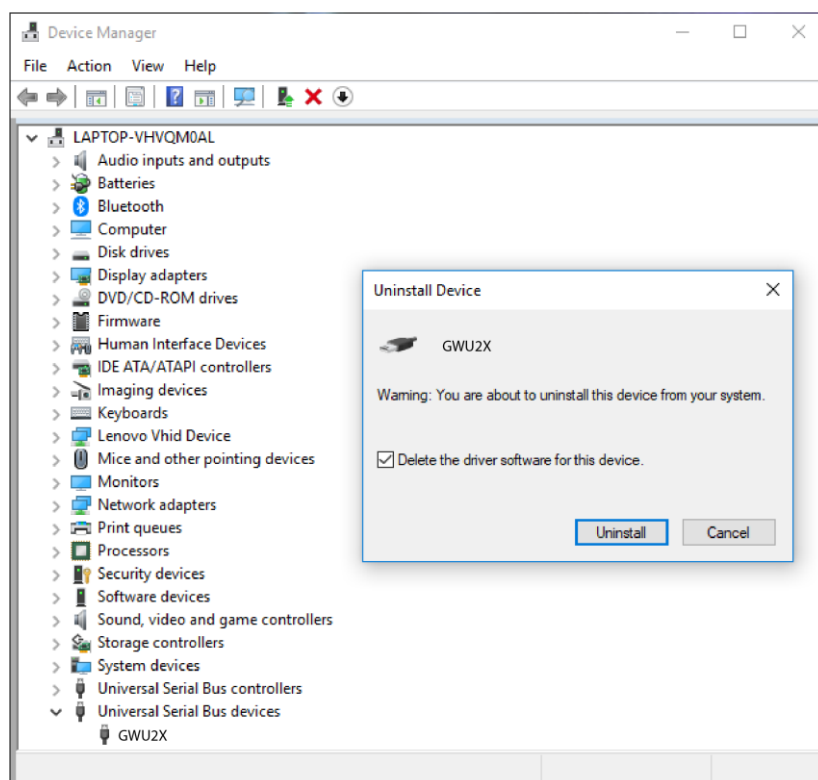 Device Manager
File Action View Help
LAPTOP-VHVQM0AL
Audio inputs and outputs
Batteries
Bluetooth
Computer
Disk drives
Display adapters
DVD/CD-ROM drives
Firmware
Human Interface Devices
IDE ATA/ATAPI controllers
Imaging devices
Keyboards
Lenovo Vhid Device
Mice and other pointing devices
Monitors
Network adapters
Print queues
Processors
Security devices
Software devices
Sound, video and game controllers
Storage controllers
System devices
Universal Serial Bus controllers
Universal Serial Bus devices
GWU2X
Uninstall Device
GWU2X
Warning: You are about to uninstall this device from your system.
Delete the driver software for this device.
Uninstall Cancel